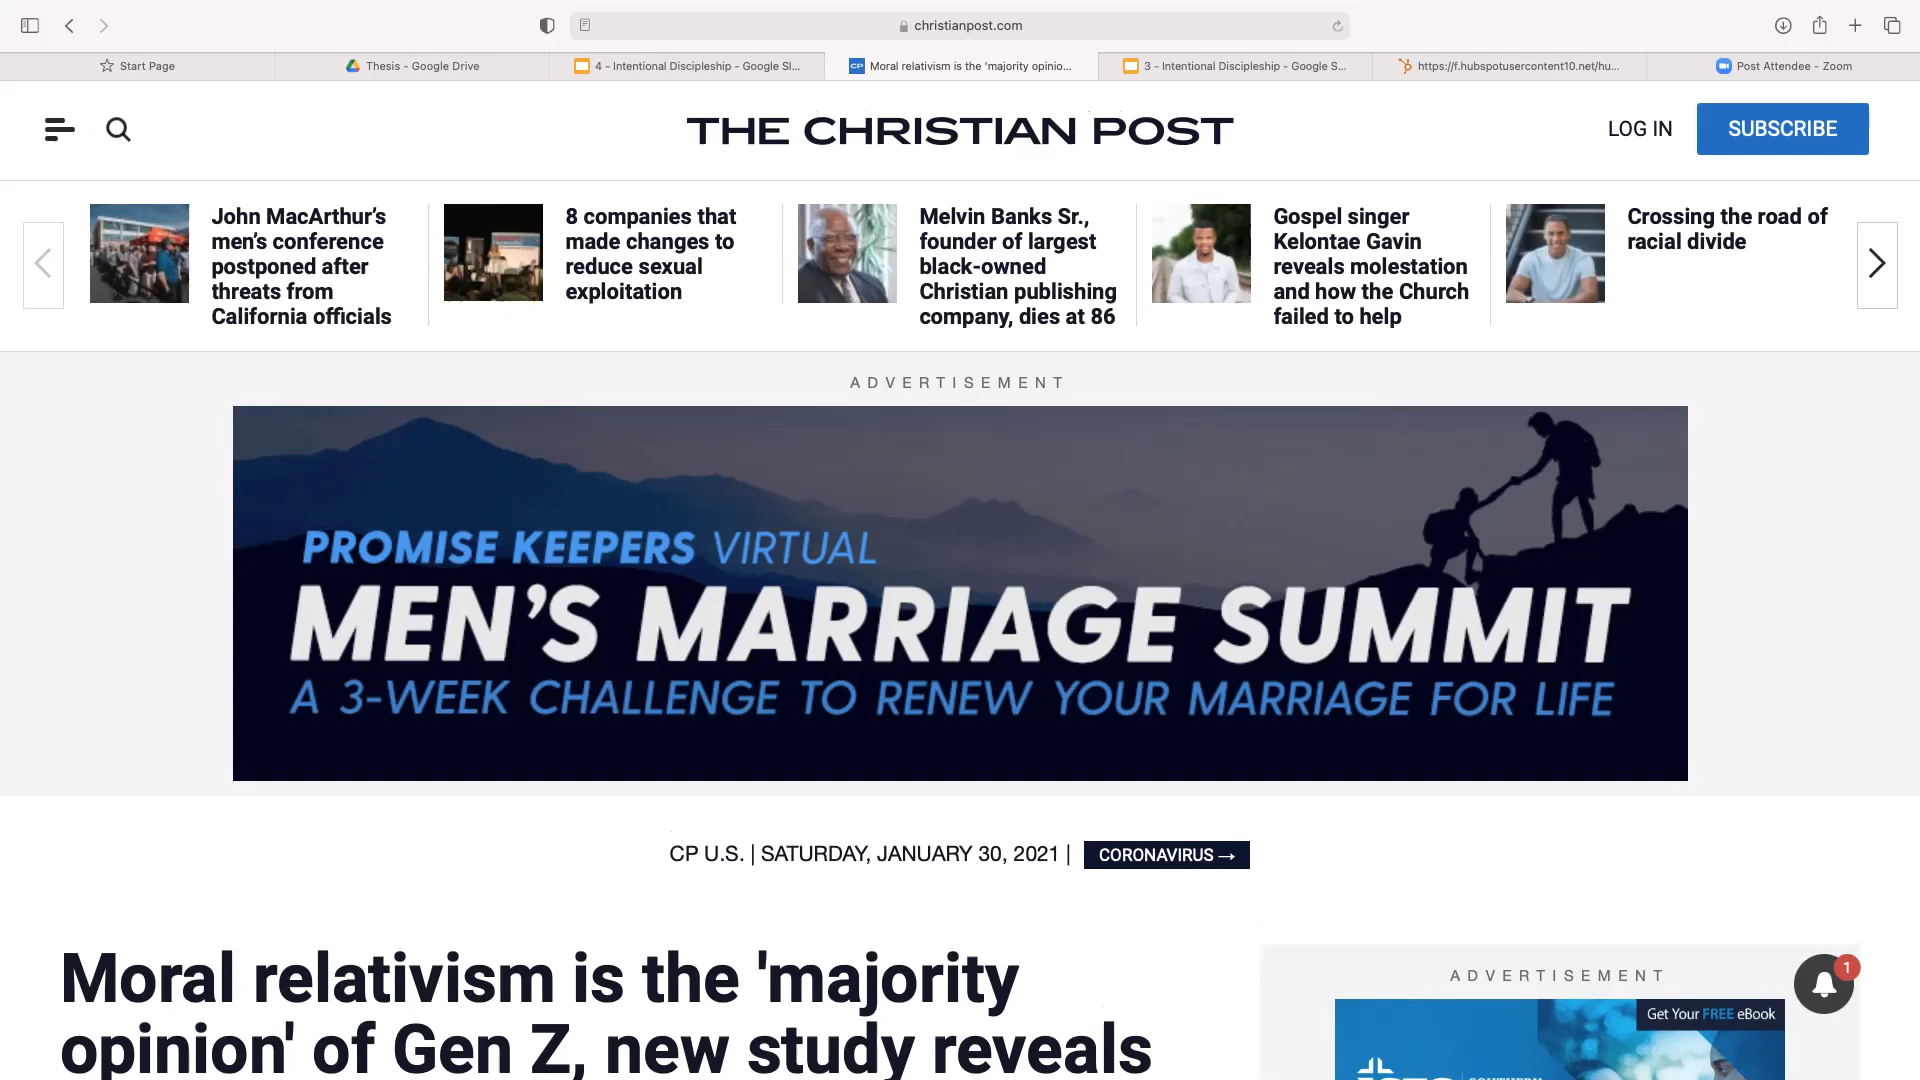 christianpost.com
Start Page
Thesis - Google Drive
4 - Intentional Discipleship - Google Sl...
CP
Moral relativism is the 'majority opinio...
3 - Intentional Discipleship - Google S...
https://f.hubspotusercontent10.net/hu...
Post Attendee - Zoom
THE CHRISTIAN POST
LOG IN
SUBSCRIBE
John MacArthur’s
men’s conference
postponed after
threats from
California officials
8 companies that
made changes to
reduce sexual
exploitation
Melvin Banks Sr.,
founder of largest
black-owned
Christian publishing
company, dies at 86
Gospel singer
Kelontae Gavin
reveals molestation
and how the Church
failed to help
Crossing the road of
racial divide
ADVERTISEMENT
PROMISE KEEPERS VIRTUAL
MEN’S MARRIAGE SUMMIT
A 3-WEEK CHALLENGE TO RENEW YOUR MARRIAGE FOR LIFE
CP U.S. | SATURDAY, JANUARY 30, 2021 |
CORONAVIRUS →
Moral relativism is the 'majority
opinion' of Gen Z, new study reveals
ADVERTISEMENT
1
Get Your FREE eBook